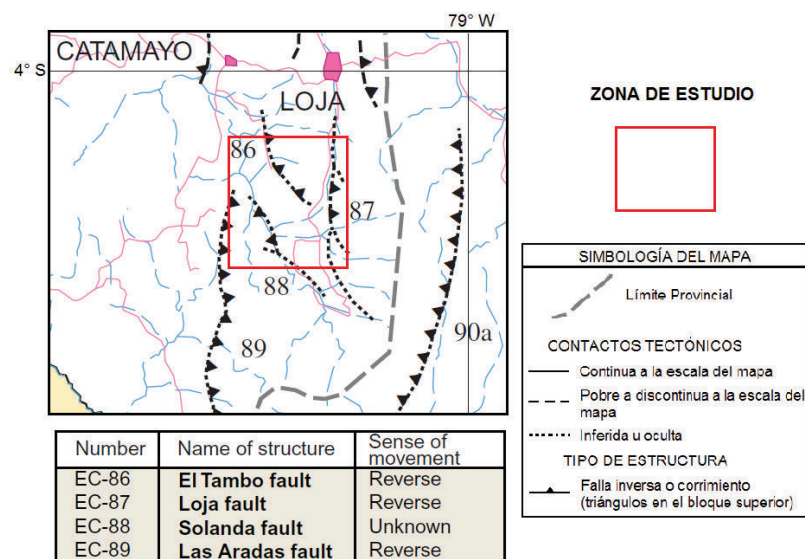 79° W
4° S
CATAMAYO
LOJA
86
87
88
89
90a
ZONA DE ESTUDIO
SIMBOLOGÍA DEL MAPA
Límite Provincial
CONTACTOS TECTÓNICOS
Continua a la escala del mapa
Pobre a discontinua a la escala del
mapa
Inferida u oculta
TIPO DE ESTRUCTURA
Falla inversa o corrimiento
(triángulos en el bloque superior)
Number Name of structure Sense of
movement
EC-86 El Tambo fault Reverse
EC-87 Loja fault Reverse
EC-88 Solanda fault Unknown
EC-89 Las Aradas fault Reverse